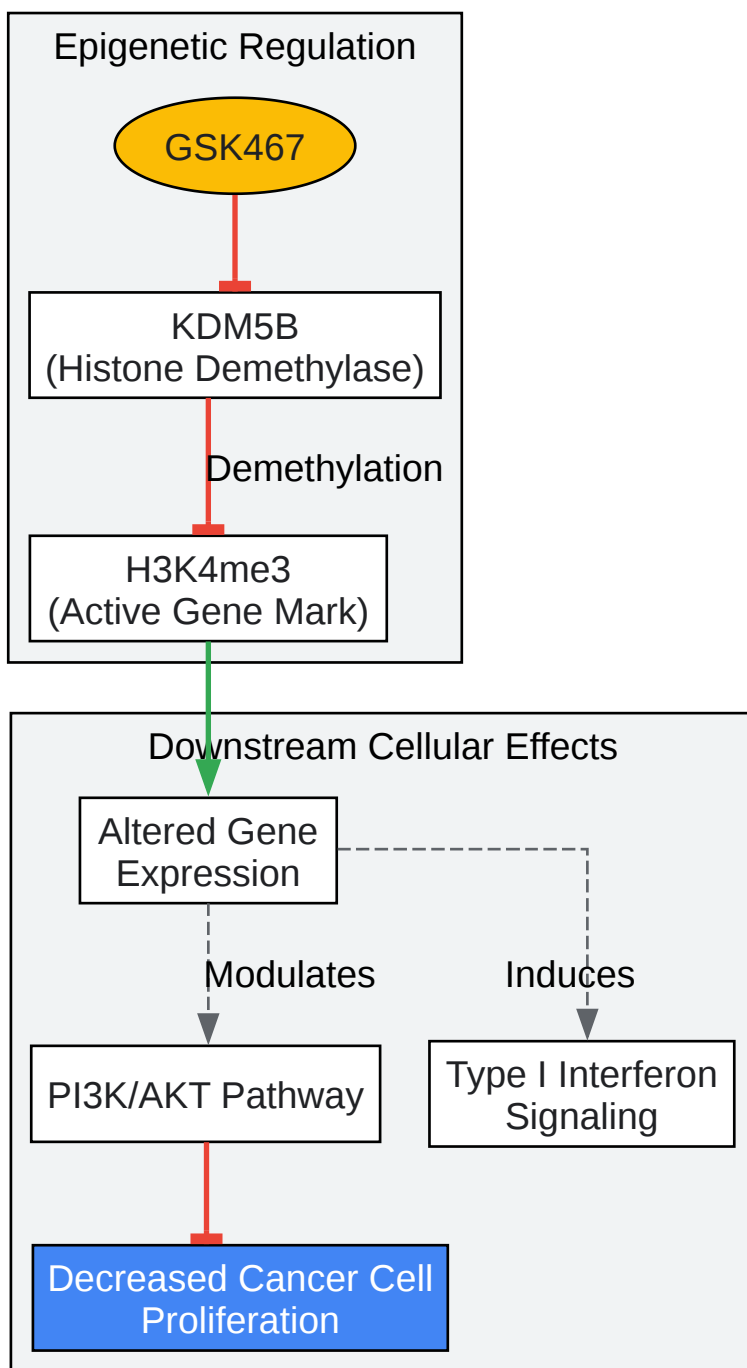 Epigenetic Regulation
GSK467
KDM5B
(Histone Demethylase)
Demethylation
H3K4me3
(Active Gene Mark)
Downstream Cellular Effects
Altered Gene
Expression
Modulates
Induces
PI3K/AKT Pathway
Type I Interferon
Signaling
Decreased Cancer Cell
Proliferation